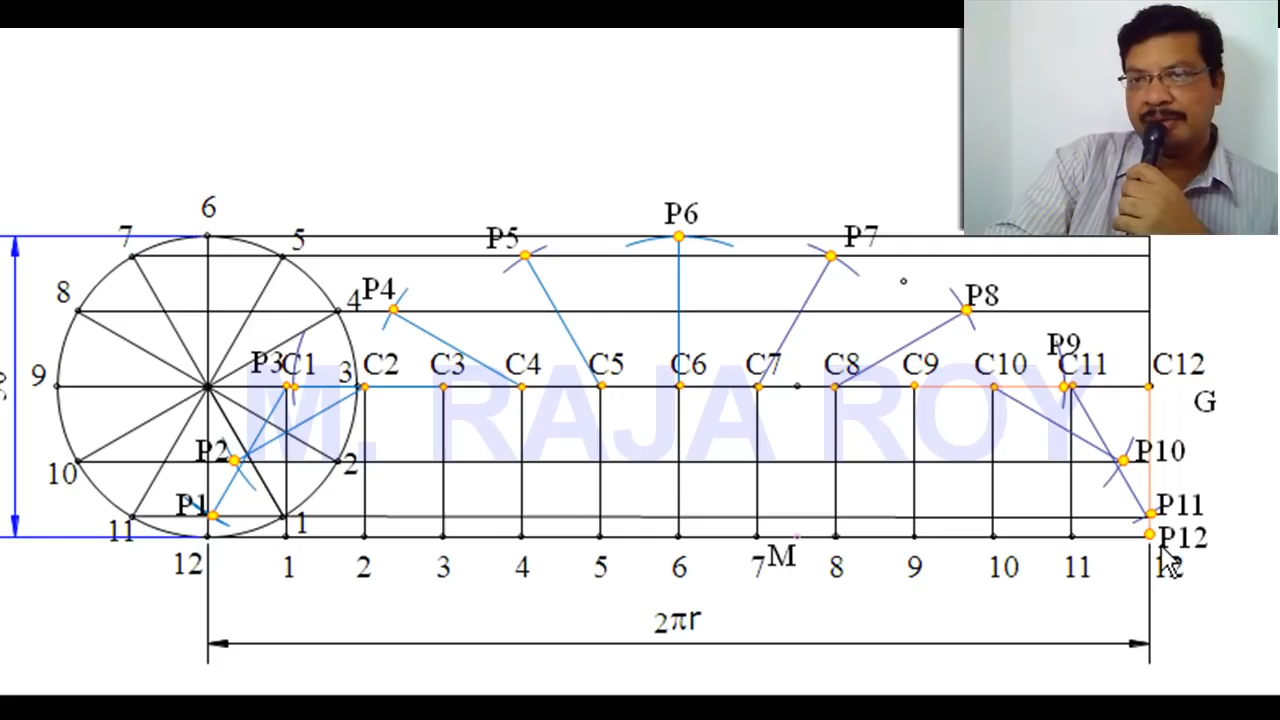 6
P6
7
5
P5
P7
8
4
P4
P8
9
P3
C1
3
C2
C3
C4
C5
C6
C7
C8
C9
C10
P9
C11
C12
G
M. RAJA ROY
10
P2
2
P10
11
P1
1
P11
P12
12
1
2
3
4
5
6
7
M
8
9
10
11
12
2πr